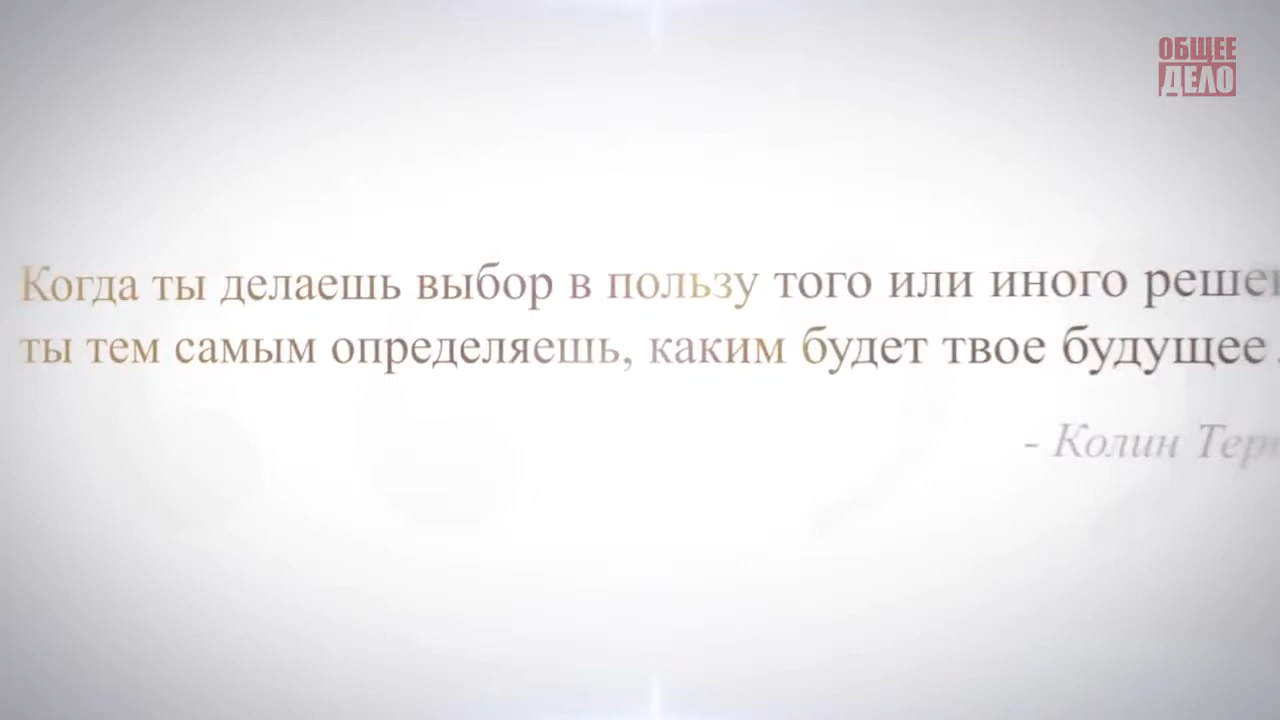 ОБЩЕЕ
ДЕЛО
Когда ты делаешь выбор в пользу того или иного
ты тем самым определяешь, каким будет твое будущее
- Колин